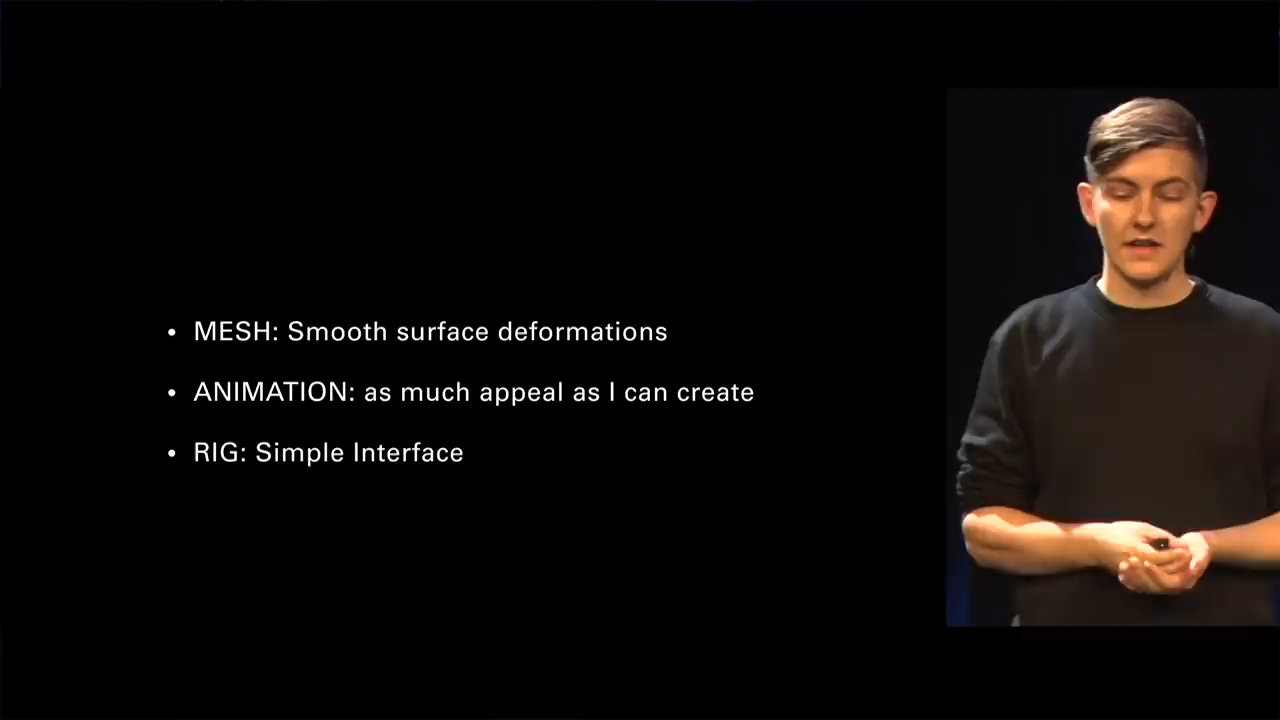 • MESH: Smooth surface deformations
• ANIMATION: as much appeal as I can create
• RIG: Simple Interface